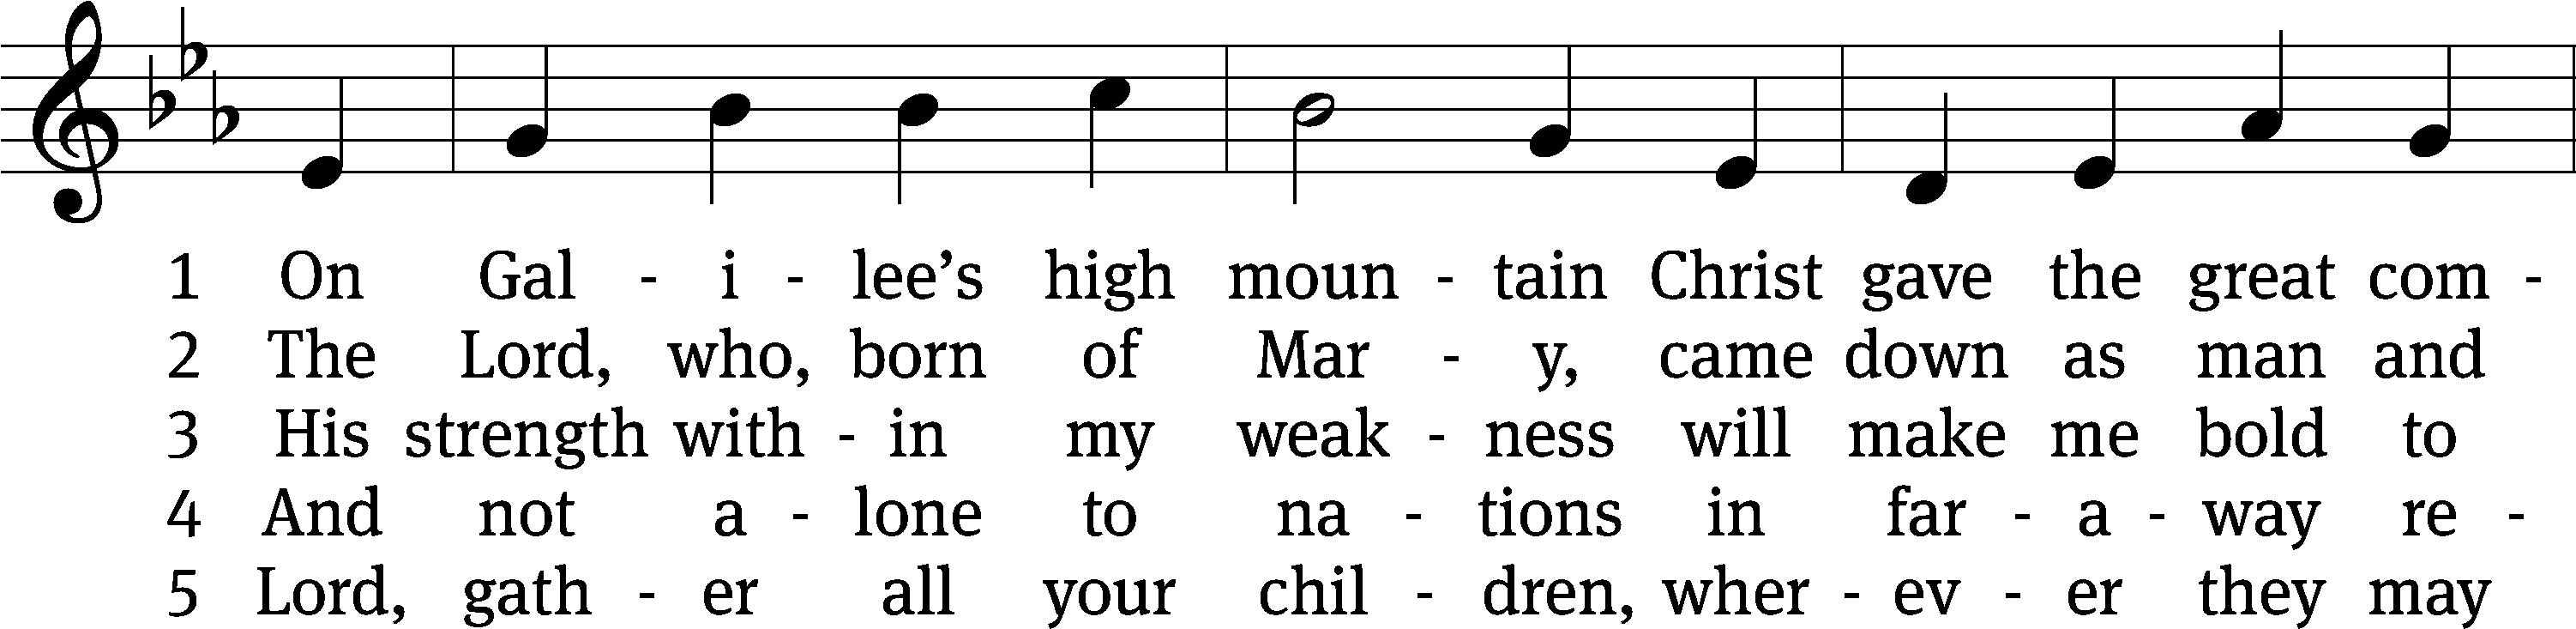 1 On Gal - i - lee’s high moun - tain Christ gave the great com -
2 The Lord, who, born of Mar - y, came down as man and
3 His strength with - in my weak - ness will make me bold to
4 And not a - lone to na - tions in far - a - way re -
5 Lord, gath - er all your chil - dren, wher - ev - er they may